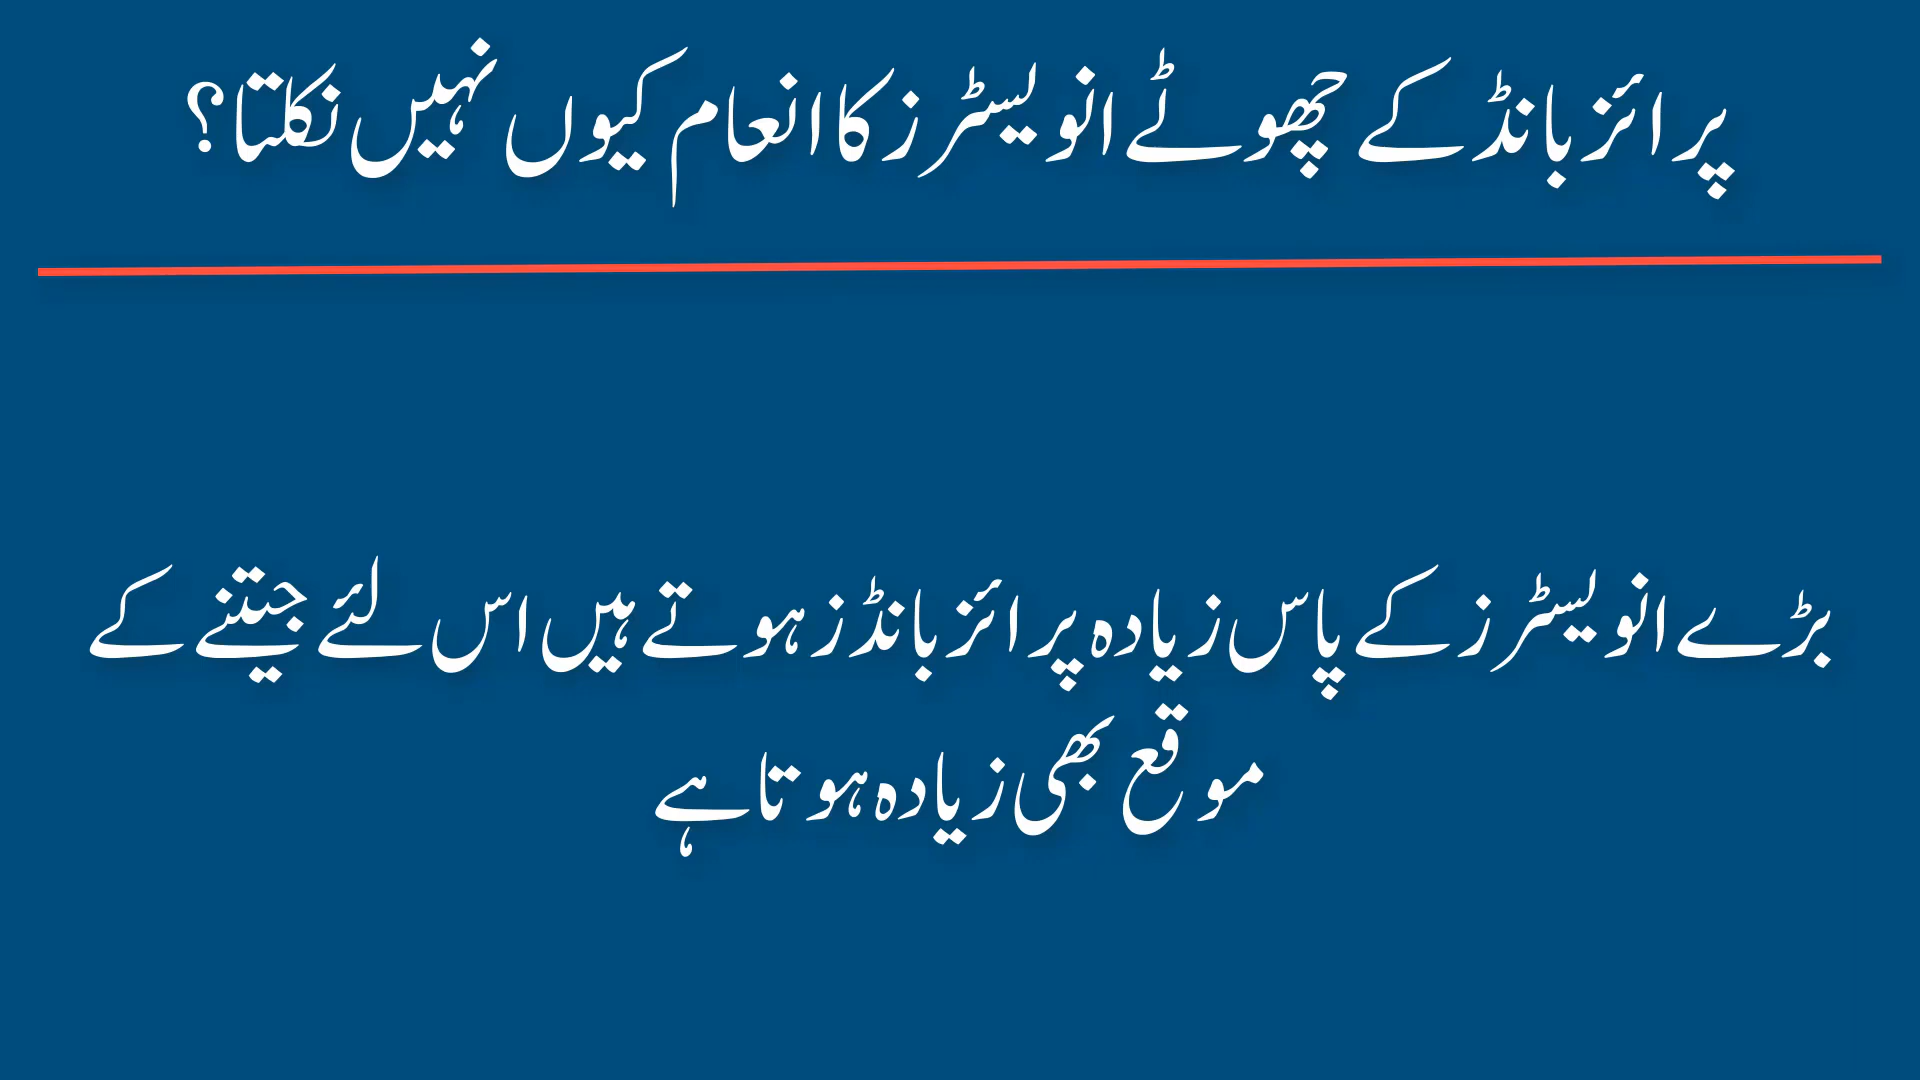 پرائز بانڈ کے چھوٹے انویسٹرز کا انعام کیوں نہیں نکلتا؟
بڑے انویسٹرز کے پاس زیادہ پرائز بانڈز ہوتے ہیں اس لئے جیتنے کے
موقع بھی زیادہ ہوتا ہے